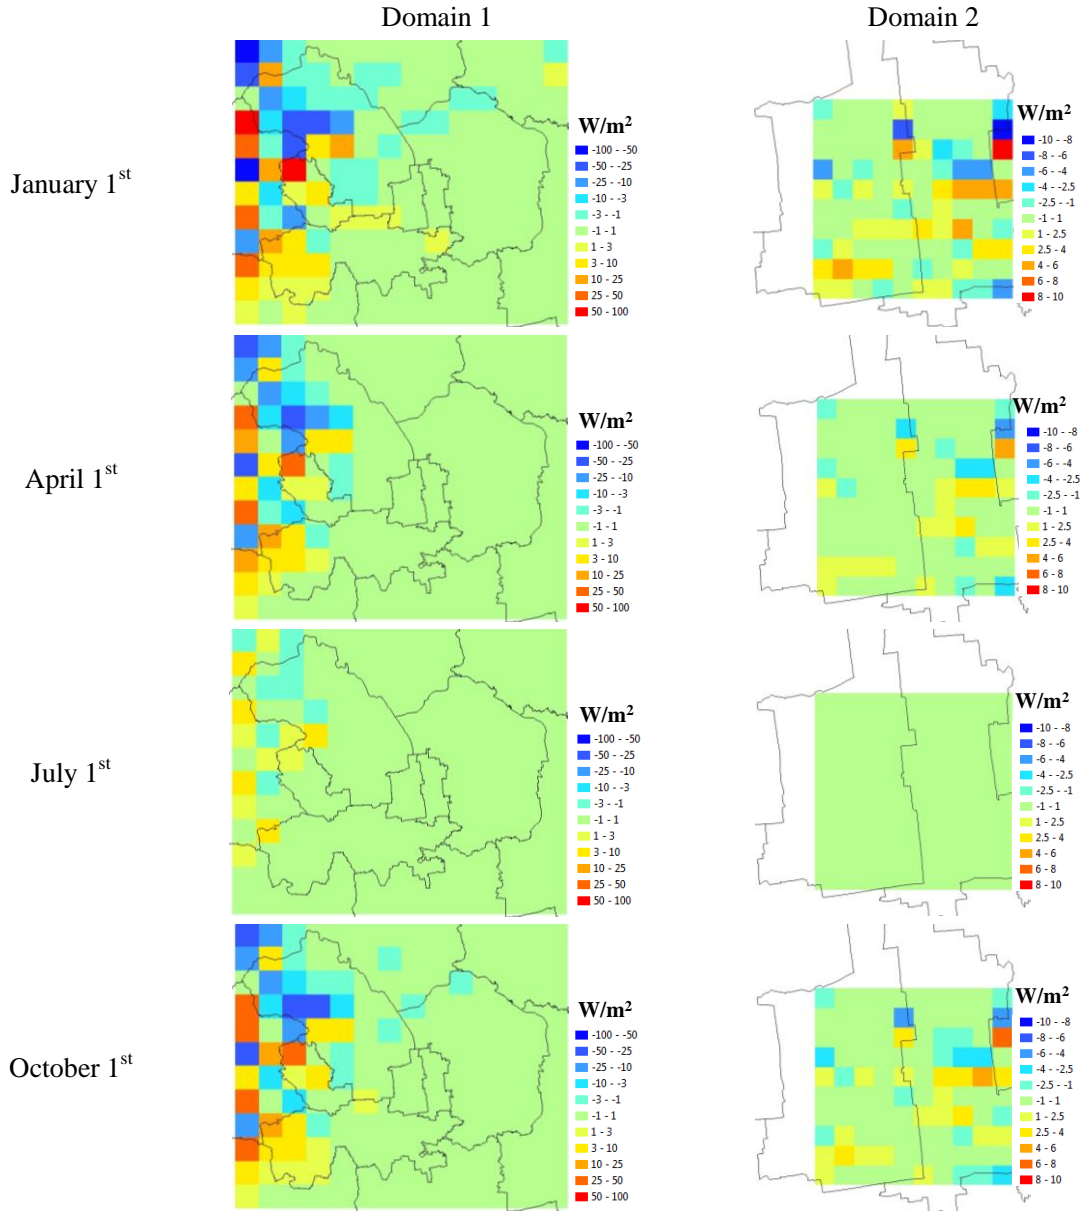 Domain 1
Domain 2
January 1st
W/m²
-100 - -50
-50 - -25
-25 - -10
-10 - -3
-3 - -1
-1 - 1
1 - 3
3 - 10
10 - 25
25 - 50
50 - 100
W/m²
-10 - -8
-8 - -6
-6 - -4
-4 - -2.5
-2.5 - -1
-1 - 1
1 - 2.5
2.5 - 4
4 - 6
6 - 8
8 - 10
April 1st
W/m²
-100 - -50
-50 - -25
-25 - -10
-10 - -3
-3 - -1
-1 - 1
1 - 3
3 - 10
10 - 25
25 - 50
50 - 100
W/m²
-10 - -8
-8 - -6
-6 - -4
-4 - -2.5
-2.5 - -1
-1 - 1
1 - 2.5
2.5 - 4
4 - 6
6 - 8
8 - 10
July 1st
W/m²
-100 - -50
-50 - -25
-25 - -10
-10 - -3
-3 - -1
-1 - 1
1 - 3
3 - 10
10 - 25
25 - 50
50 - 100
W/m²
-10 - -8
-8 - -6
-6 - -4
-4 - -2.5
-2.5 - -1
-1 - 1
1 - 2.5
2.5 - 4
4 - 6
6 - 8
8 - 10
October 1st
W/m²
-100 - -50
-50 - -25
-25 - -10
-10 - -3
-3 - -1
-1 - 1
1 - 3
3 - 10
10 - 25
25 - 50
50 - 100
W/m²
-10 - -8
-8 - -6
-6 - -4
-4 - -2.5
-2.5 - -1
-1 - 1
1 - 2.5
2.5 - 4
4 - 6
6 - 8
8 - 10